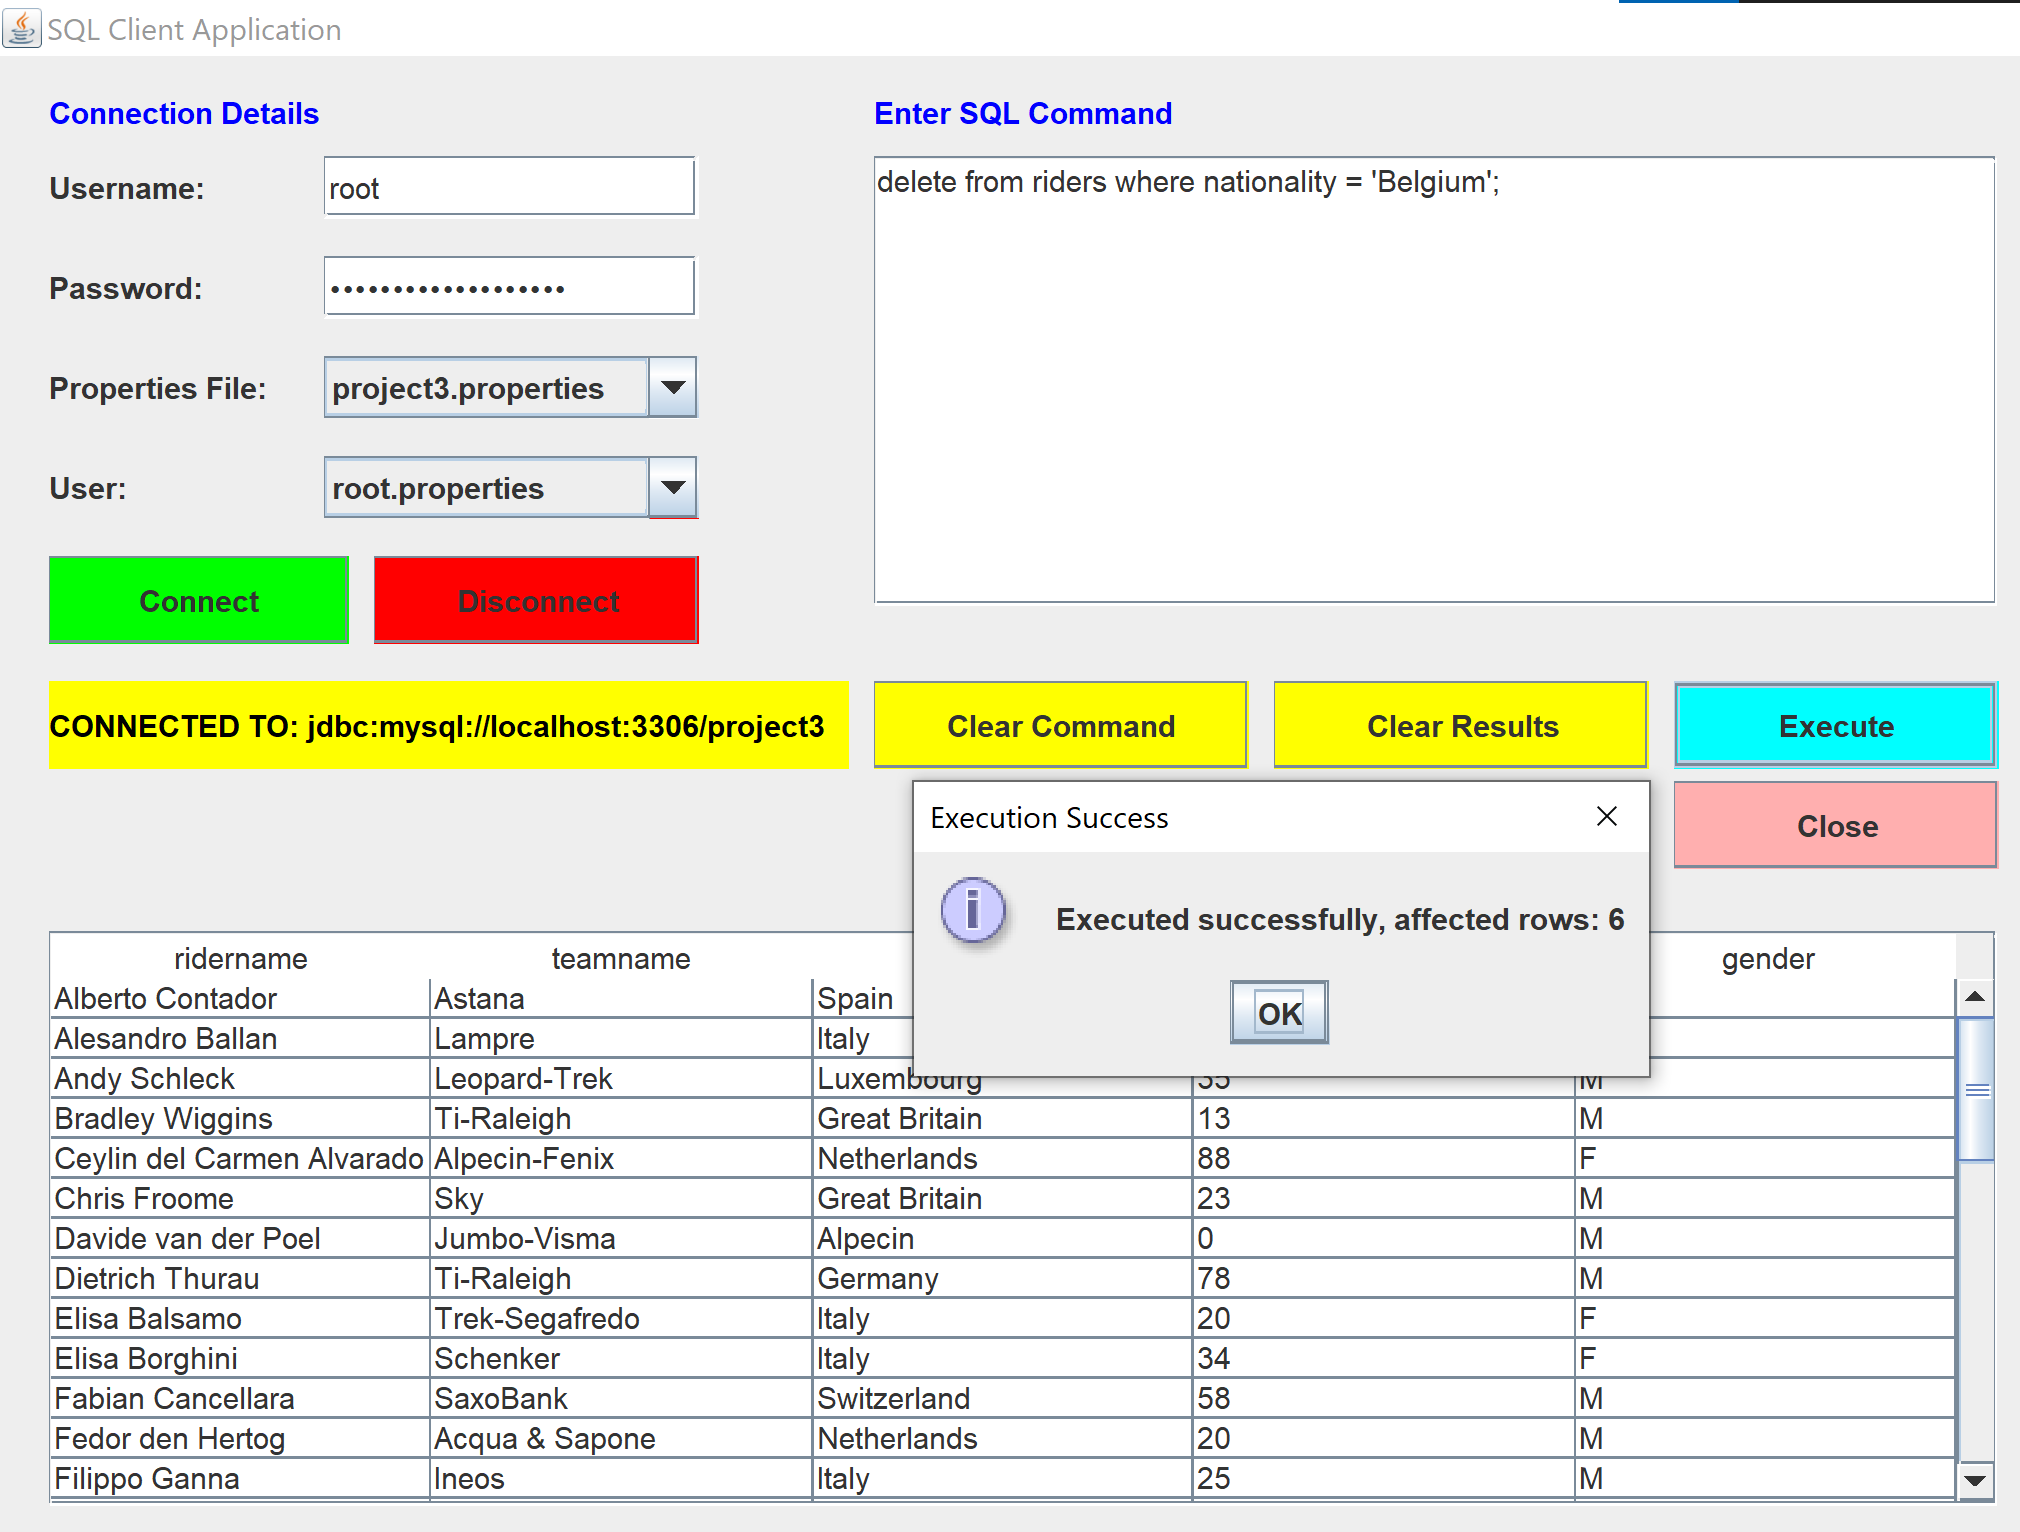 SQL Client Application
Connection Details
Enter SQL Command
Username:
root
delete from riders where nationality = 'Belgium';
Password:
•••••••••••••••••••
Properties File:
project3.properties
User:
root.properties
Connect
Disconnect
CONNECTED TO: jdbc:mysql://localhost:3306/project3
Clear Command
Clear Results
Execute
Close
Execution Success
Executed successfully, affected rows: 6
OK
ridername teamname gender
Alberto Contador Astana Spain
Alesandro Ballan Lampre Italy
Andy Schleck Leopard-Trek Luxembourg 35 M
Bradley Wiggins Ti-Raleigh Great Britain 13 M
Ceylin del Carmen Alvarado Alpecin-Fenix Netherlands 88 F
Chris Froome Sky Great Britain 23 M
Davide van der Poel Jumbo-Visma Alpecin 0 M
Dietrich Thurau Ti-Raleigh Germany 78 M
Elisa Balsamo Trek-Segafredo Italy 20 F
Elisa Borghini Schenker Italy 34 F
Fabian Cancellara SaxoBank Switzerland 58 M
Fedor den Hertog Acqua & Sapone Netherlands 20 M
Filippo Ganna Ineos Italy 25 M